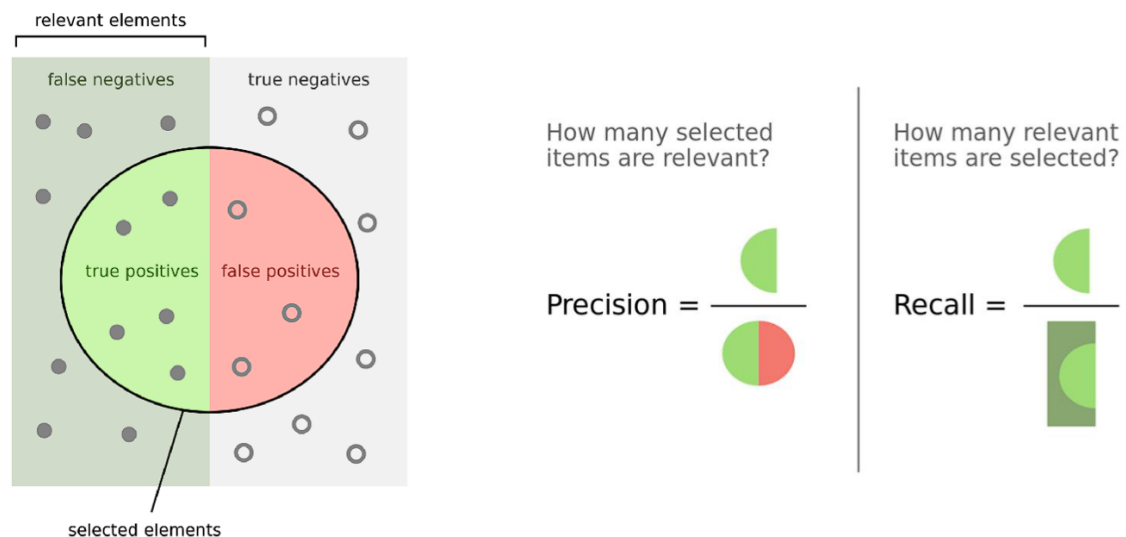 relevant elements
false negatives
true negatives
true positives
false positives
selected elements
How many selected
items are relevant?
Precision =
How many relevant
items are selected?
Recall =